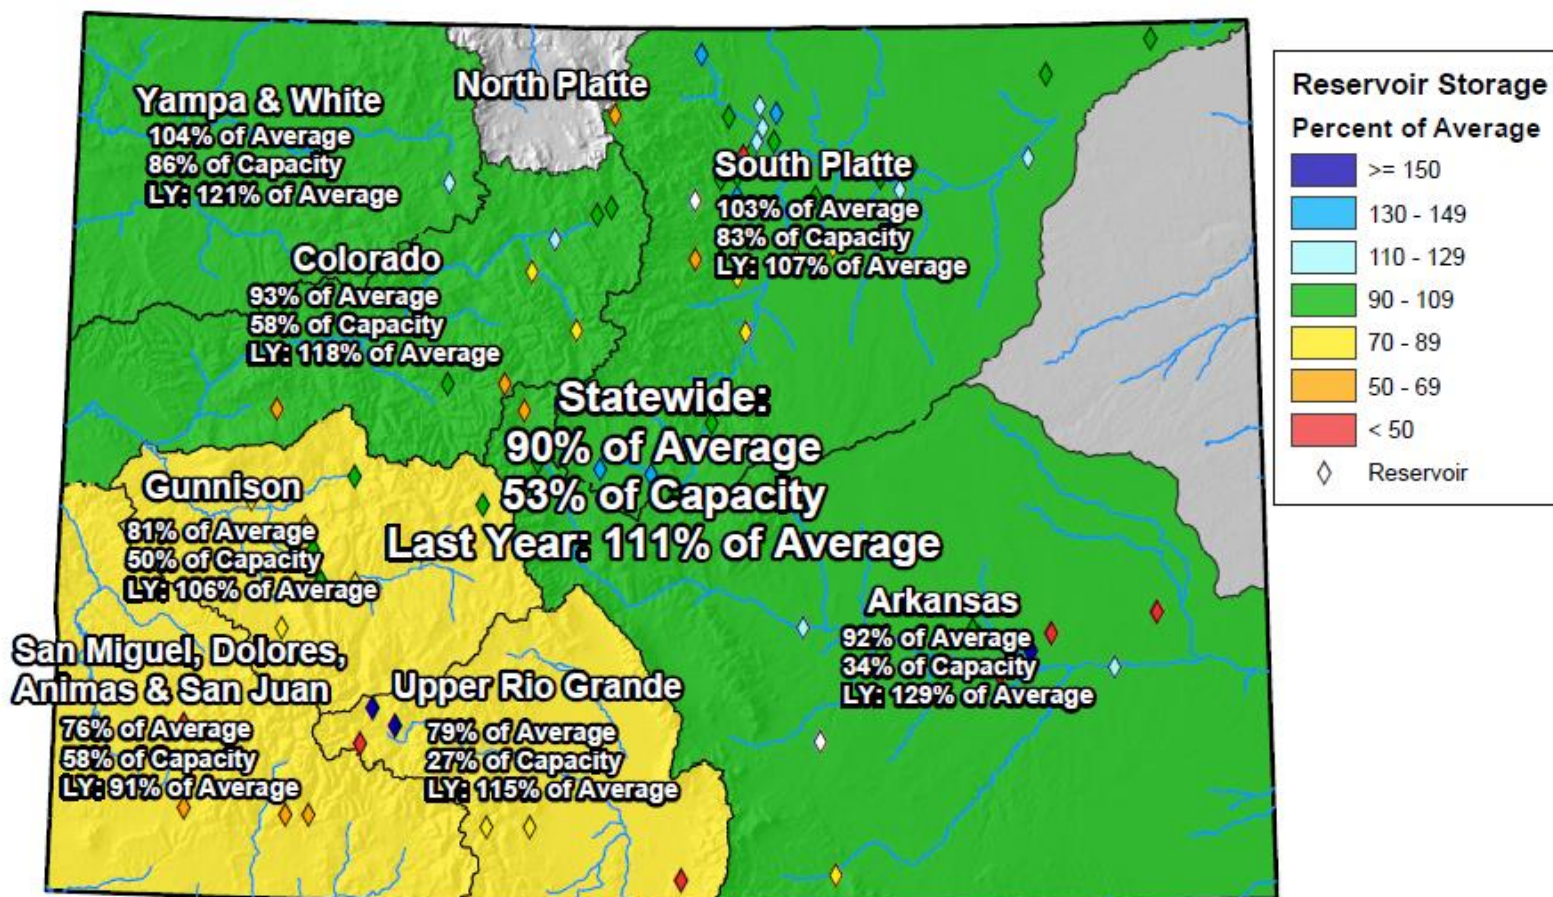 North Platte
Yampa & White
104% of Average
86% of Capacity
LY: 121% of Average
South Platte
103% of Average
83% of Capacity
LY: 107% of Average
Colorado
93% of Average
58% of Capacity
LY: 118% of Average
Statewide:
90% of Average
53% of Capacity
Last Year: 111% of Average
Gunnison
81% of Average
50% of Capacity
LY: 106% of Average
Arkansas
92% of Average
34% of Capacity
LY: 129% of Average
San Miguel, Dolores,
Animas & San Juan
76% of Average
58% of Capacity
LY: 91% of Average
Upper Rio Grande
79% of Average
27% of Capacity
LY: 115% of Average
Reservoir Storage
Percent of Average
>= 150
130 - 149
110 - 129
90 - 109
70 - 89
50 - 69
< 50
Reservoir